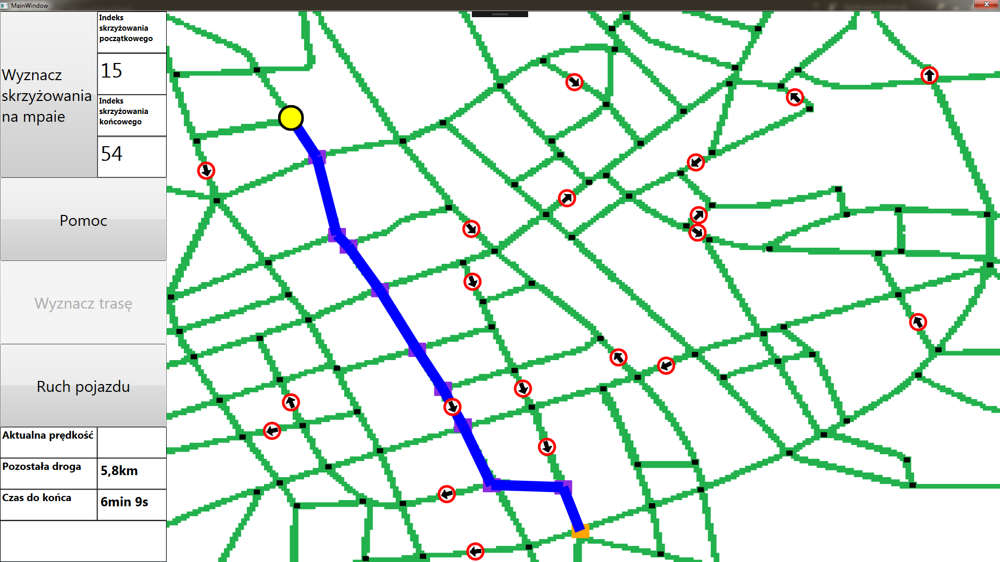 MainWindow
Wyznacz
skrzyżowania
na mpaie
Indeks
skrzyżowania
początkowego
15
Indeks
skrzyżowania
końcowego
54
Pomoc
Wyznacz trasę
Ruch pojazdu
Aktualna prędkość
Pozostała droga
5,8km
Czas do końca
6min 9s